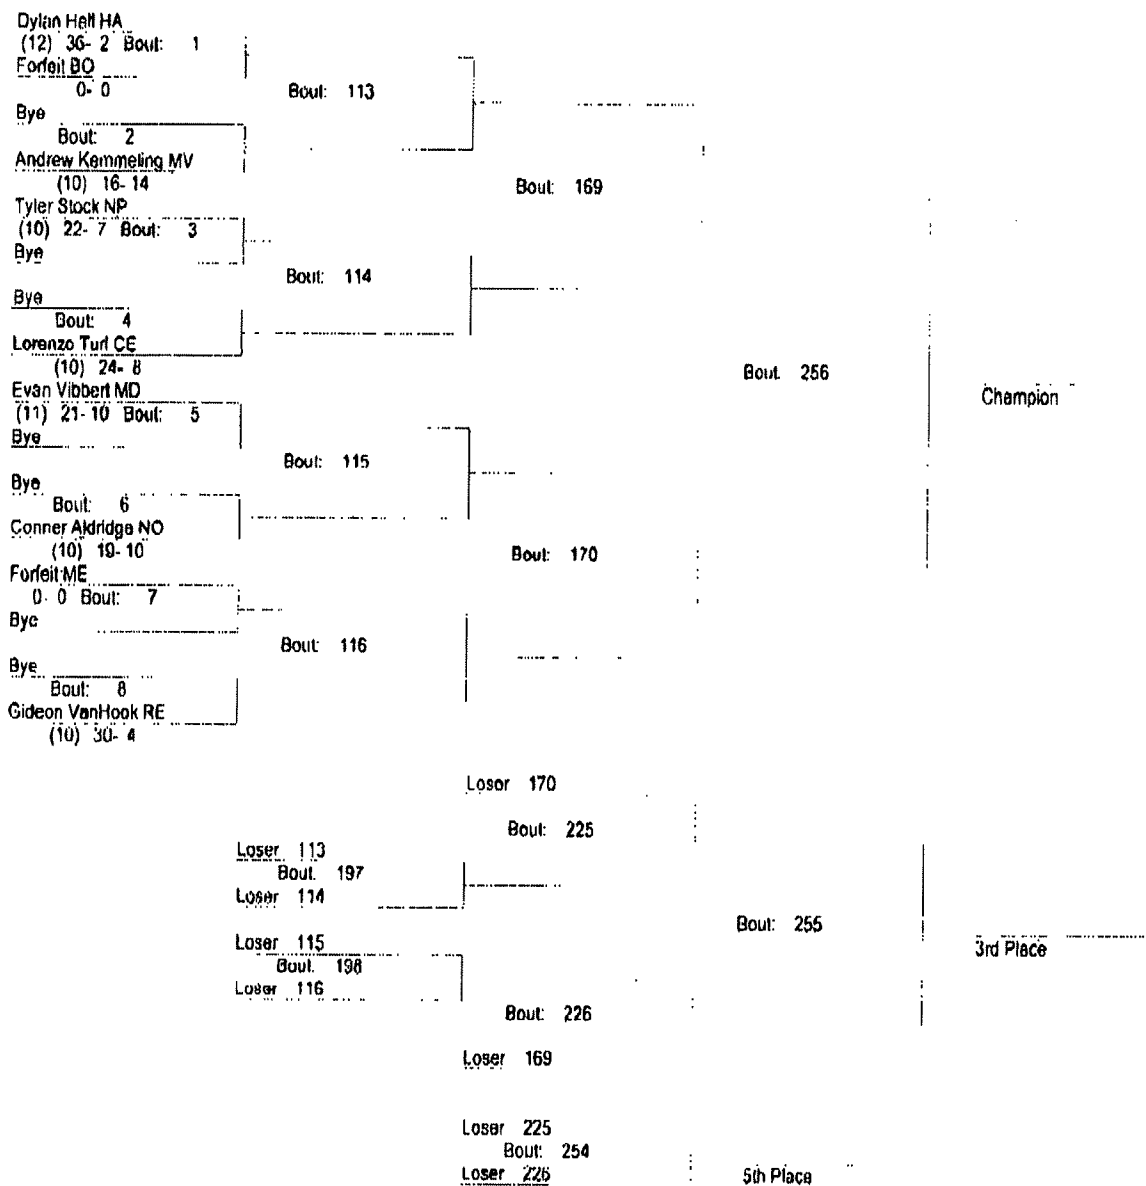 Dylan Hall HA
(12) 36- 2 Bout: 1
Forfeit BO
0- 0
Bout: 113
Bye
Bout: 2
Andrew Kemmeling MV
(10) 16- 14
Bout: 169
Tyler Stock NP
(10) 22- 7 Bout: 3
Bye
Bout: 114
Bye
Bout: 4
Lorenzo Turl CE
(10) 24- 8
Bout: 256
Evan Vibbert MD
(11) 21- 10 Bout: 5
Champion
Bye
Bout: 115
Bye
Bout: 6
Conner Aldridge NO
(10) 19- 10
Bout: 170
Forfeit ME
0- 0 Bout: 7
Bye
Bout: 116
Bye
Bout: 8
Gideon VanHook RE
(10) 30- 4
Loser 170
Bout: 225
Loser 113
Bout: 197
Loser 114
Bout: 255
Loser 115
3rd Place
Bout: 198
Loser 116
Bout: 226
Loser 169
Loser 225
Bout: 254
Loser 226
5th Place